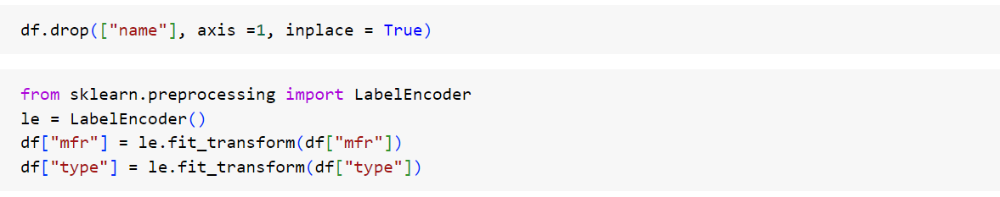 df.drop(["name"], axis =1, inplace = True)
from sklearn.preprocessing import LabelEncoder
le = LabelEncoder()
df["mfr"] = le.fit_transform(df["mfr"])
df["type"] = le.fit_transform(df["type"])